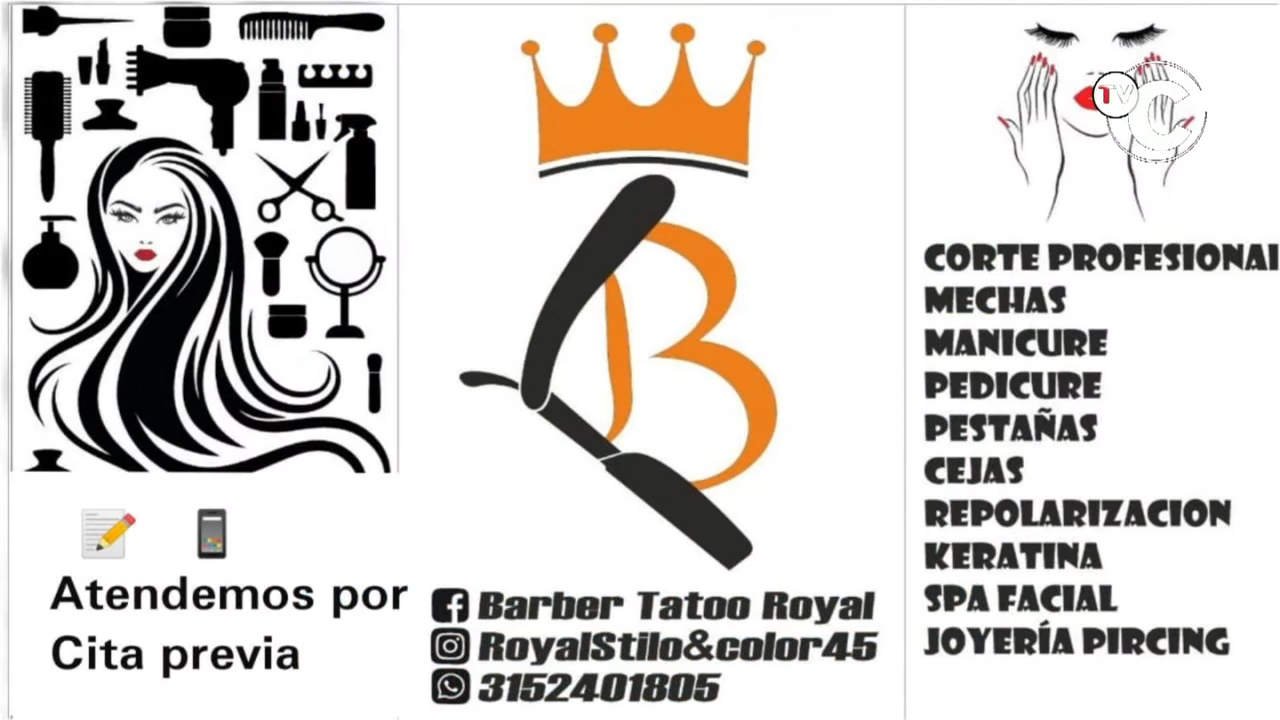 Atendemos por
Cita previa
B
Barber Tatoo Royal
RoyalStilo&color45
3152401805
TV
C
CORTE PROFESIONAL
MECHAS
MANICURE
PEDICURE
PESTAÑAS
CEJAS
REPOLARIZACION
KERATINA
SPA FACIAL
JOYERÍA PIRCING